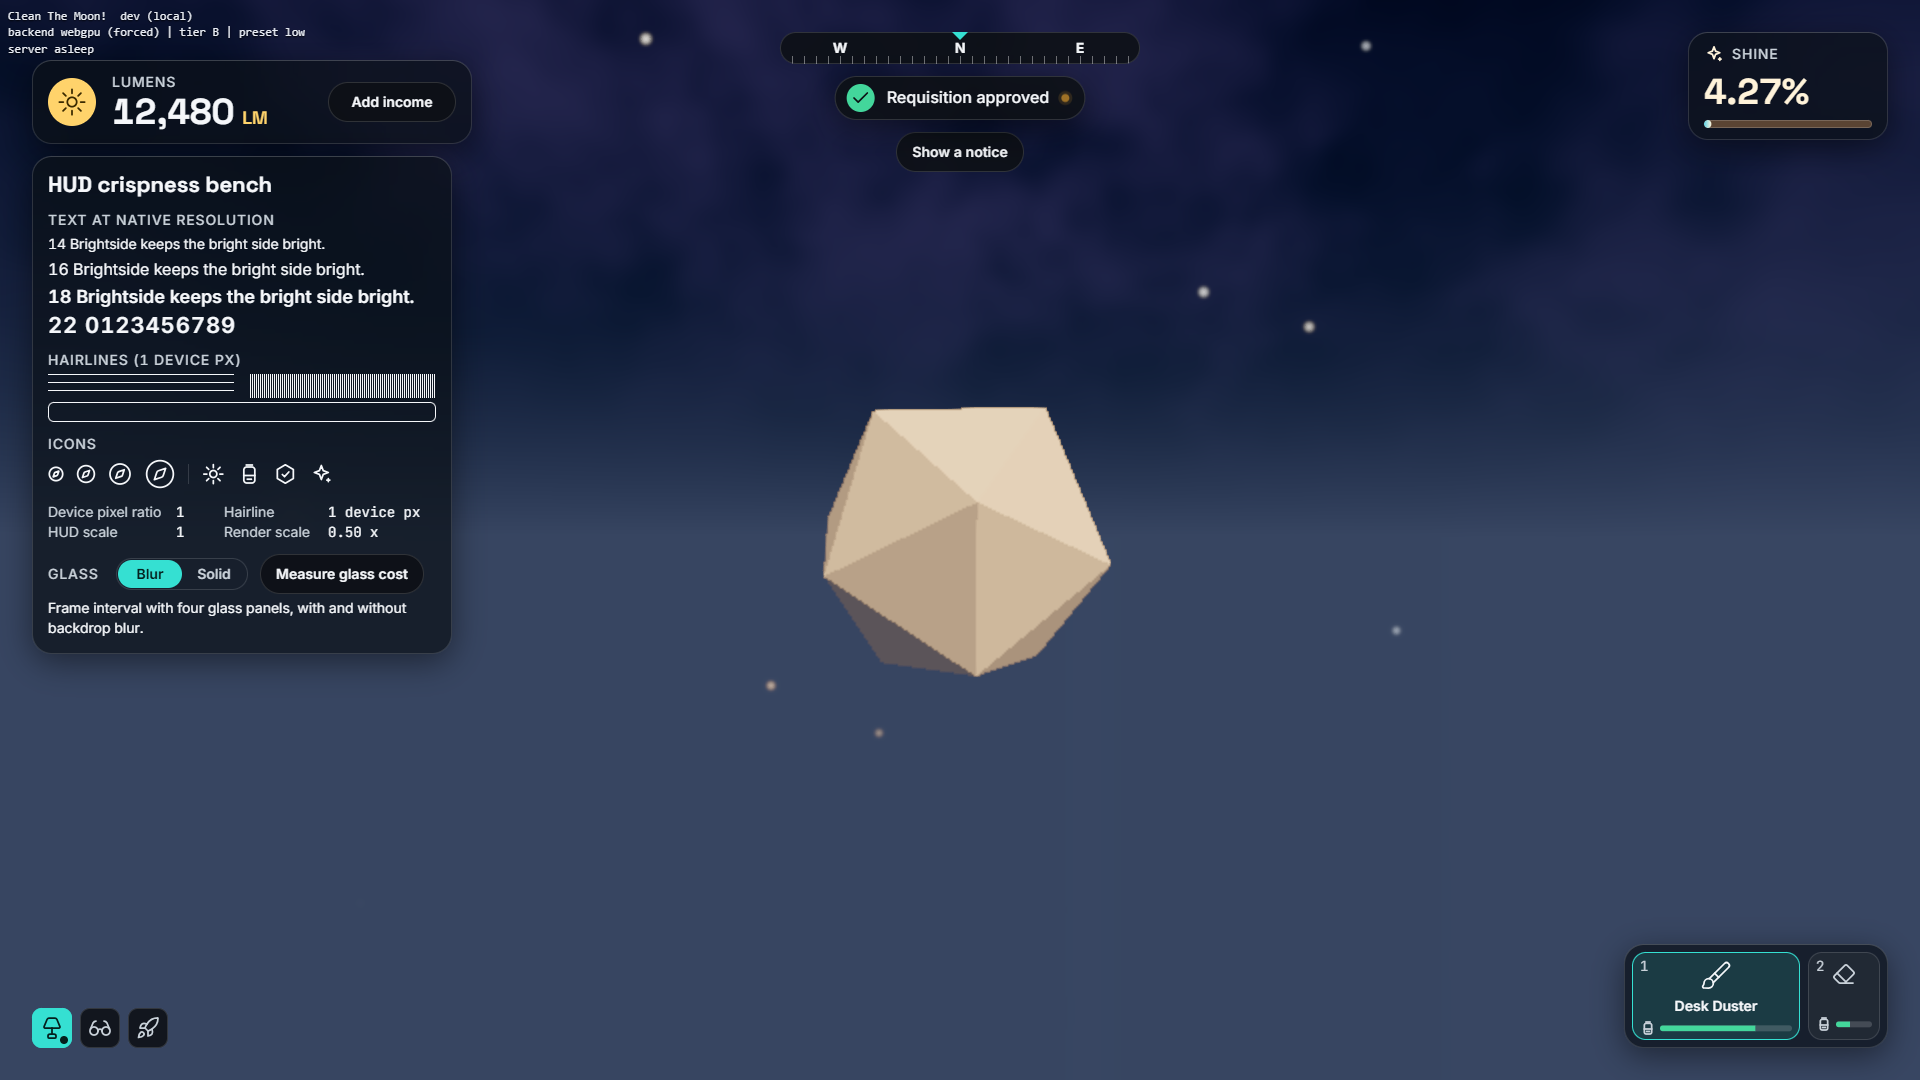 Clean The Moon!  dev (local)
backend webgpu (forced) | tier B | preset low
server asleep
LUMENS
12,480 LM
Add income
W N E
Requisition approved
Show a notice
SHINE
4.27%
HUD crispness bench
TEXT AT NATIVE RESOLUTION
14 Brightside keeps the bright side bright.
16 Brightside keeps the bright side bright.
18 Brightside keeps the bright side bright.
22 0123456789
HAIRLINES (1 DEVICE PX)
ICONS
Device pixel ratio 1 Hairline 1 device px
HUD scale 1 Render scale 0.50 x
GLASS Blur Solid Measure glass cost
Frame interval with four glass panels, with and without
backdrop blur.
1 2
Desk Duster